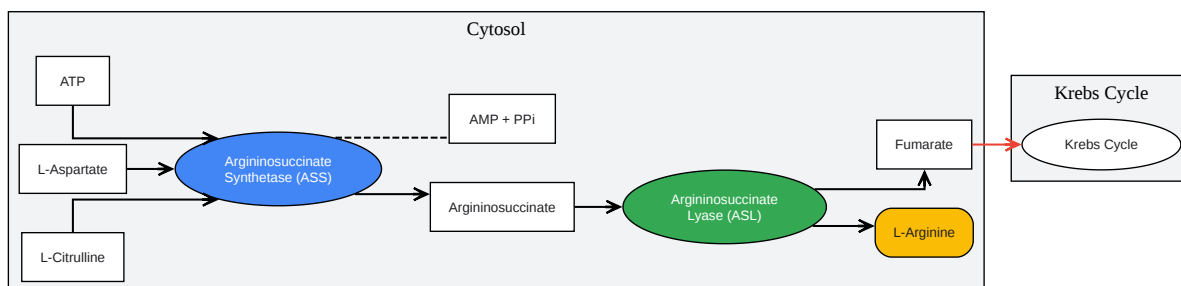 Cytosol
ATP
AMP + PPi
L-Aspartate
Argininosuccinate
Synthetase (ASS)
L-Citrulline
Argininosuccinate
Argininosuccinate
Lyase (ASL)
Fumarate
L-Arginine
Krebs Cycle
Krebs Cycle